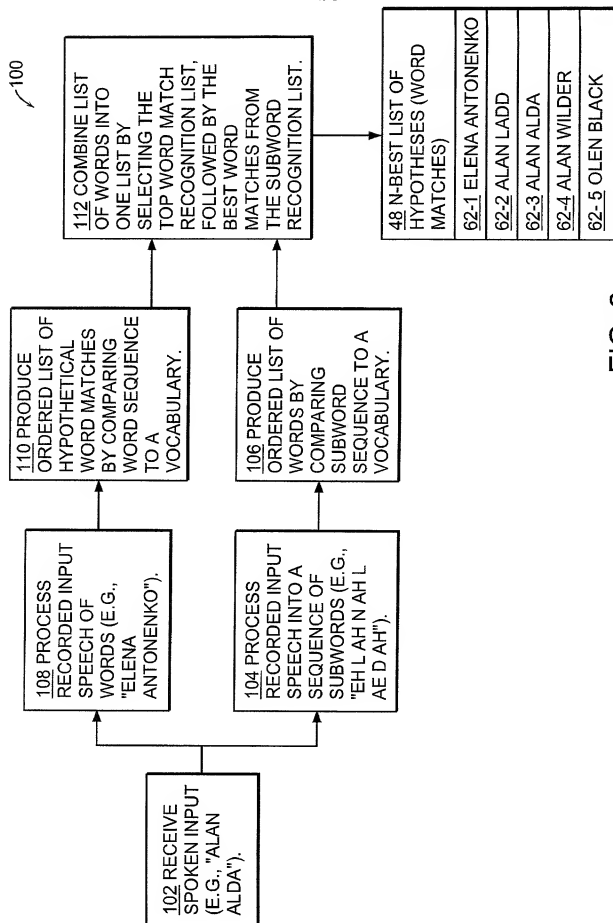 100
102 RECEIVE
SPOKEN INPUT
(E.G., "ALAN
ALDA").
108 PROCESS
RECORDED INPUT
SPEECH OF
WORDS (E.G.,
"ELENA
ANTONENKO").
104 PROCESS
RECORDED INPUT
SPEECH INTO A
SEQUENCE OF
SUBWORDS (E.G.,
"EH L AH N AH L
AE D AH").
110 PRODUCE
ORDERED LIST OF
HYPOTHETICAL
WORD MATCHES
BY COMPARING
WORD SEQUENCE
TO A
VOCABULARY.
106 PRODUCE
ORDERED LIST OF
WORDS BY
COMPARING
SUBWORD
SEQUENCE TO A
VOCABULARY.
112 COMBINE LIST
OF WORDS INTO
ONE LIST BY
SELECTING THE
TOP WORD MATCH
RECOGNITION LIST,
FOLLOWED BY THE
BEST WORD
MATCHES FROM
THE SUBWORD
RECOGNITION LIST.
48 N-BEST LIST OF
HYPOTHESES (WORD
MATCHES)
62-1 ELENA ANTONENKO
62-2 ALAN LADD
62-3 ALAN ALDA
62-4 ALAN WILDER
62- 5 OLEN BLACK